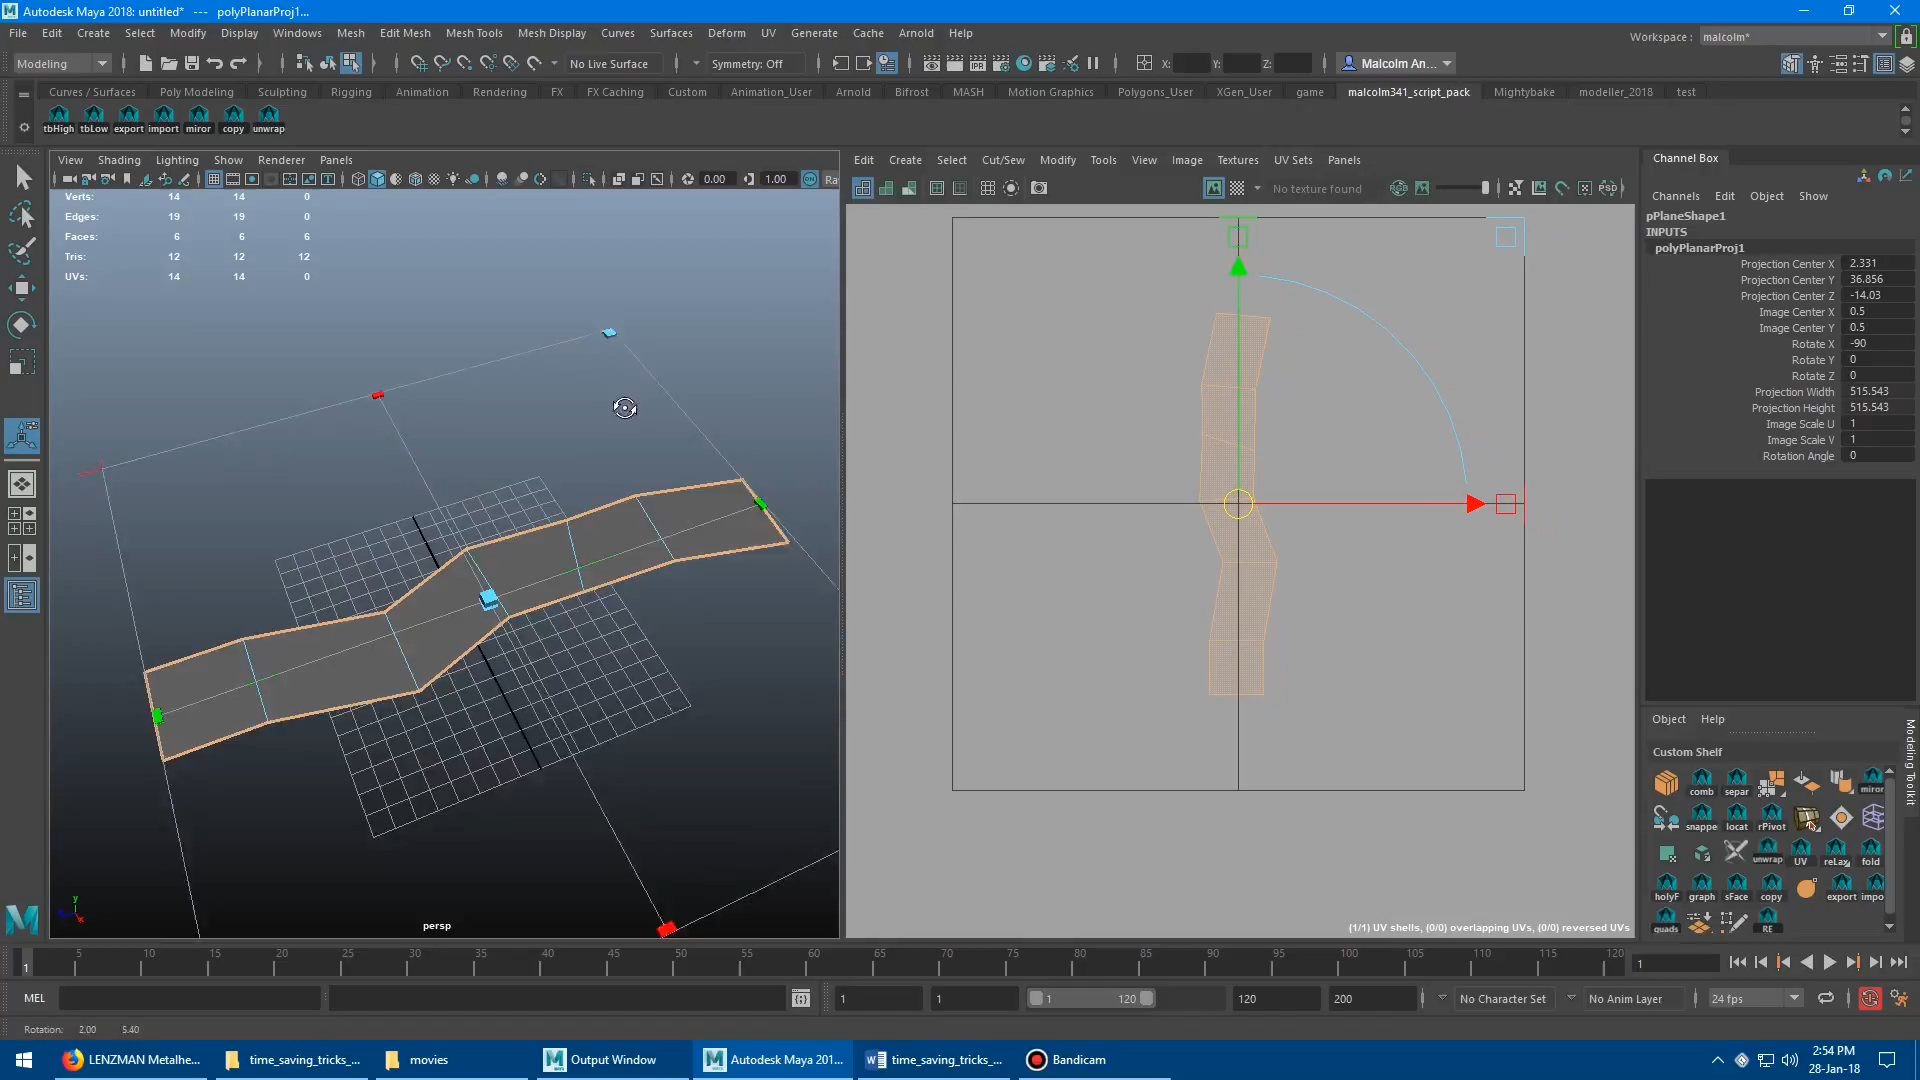 Autodesk Maya 2018: untitled* --- polyPlanarProj1...
File Edit Create Select Modify Display Windows Mesh Edit Mesh Mesh Tools Mesh Display Curves Surfaces Deform UV Generate Cache Arnold Help
Workspace : malcolm*
Modeling No Live Surface Symmetry: Off X: Y: Z: Malcolm An...
Curves / Surfaces Poly Modeling Sculpting Rigging Animation Rendering FX FX Caching Custom Animation_User Arnold Bifrost MASH Motion Graphics Polygons_User XGen_User game malcolm341_script_pack Mightybake modeller_2018 test
tbHigh tbLow export import miror copy unwrap
View Shading Lighting Show Renderer Panels
0.00 1.00 Ra
Verts: 14 14 0
Edges: 19 19 0
Faces: 6 6 6
Tris: 12 12 12
UVs: 14 14 0
persp
Edit Create Select Cut/Sew Modify Tools View Image Textures UV Sets Panels
No texture found
(1/1) UV shells, (0/0) overlapping UVs, (0/0) reversed UVs
Channel Box
Channels Edit Object Show
pPlaneShape1
INPUTS
polyPlanarProj1
Projection Center X 2.331
Projection Center Y 36.856
Projection Center Z -14.03
Image Center X 0.5
Image Center Y 0.5
Rotate X -90
Rotate Y 0
Rotate Z 0
Projection Width 515.543
Projection Height 515.543
Image Scale U 1
Image Scale V 1
Rotation Angle 0
Object Help
Modeling Toolkit
Custom Shelf
comb separ miror
snappe locat rPivot
unwrap UV reLax fold
holyF graph sFace copy export impo
quads RE
5 10 15 20 25 30 35 40 45 50 55 60 65 70 75 80 85 90 95 100 105 110 115 120
1 1
MEL 1 1 1 120 120 200 No Character Set No Anim Layer 24 fps
Rotation: 2.00 5.40
LENZMAN Metalhe... time_saving_tricks_... movies Output Window Autodesk Maya 201... time_saving_tricks_... Bandicam
2:54 PM
28-Jan-18